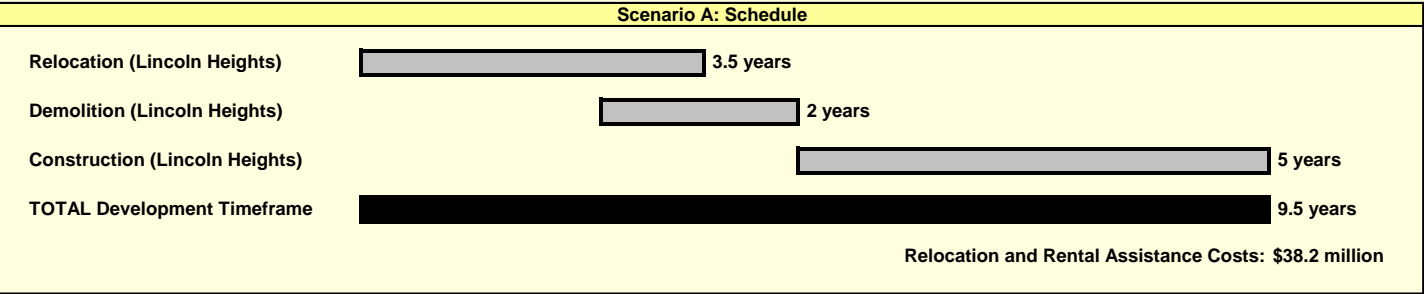 Scenario A: Schedule
Relocation (Lincoln Heights) 3.5 years
Demolition (Lincoln Heights) 2 years
Construction (Lincoln Heights) 5 years
TOTAL Development Timeframe 9.5 years
Relocation and Rental Assistance Costs: $38.2 million